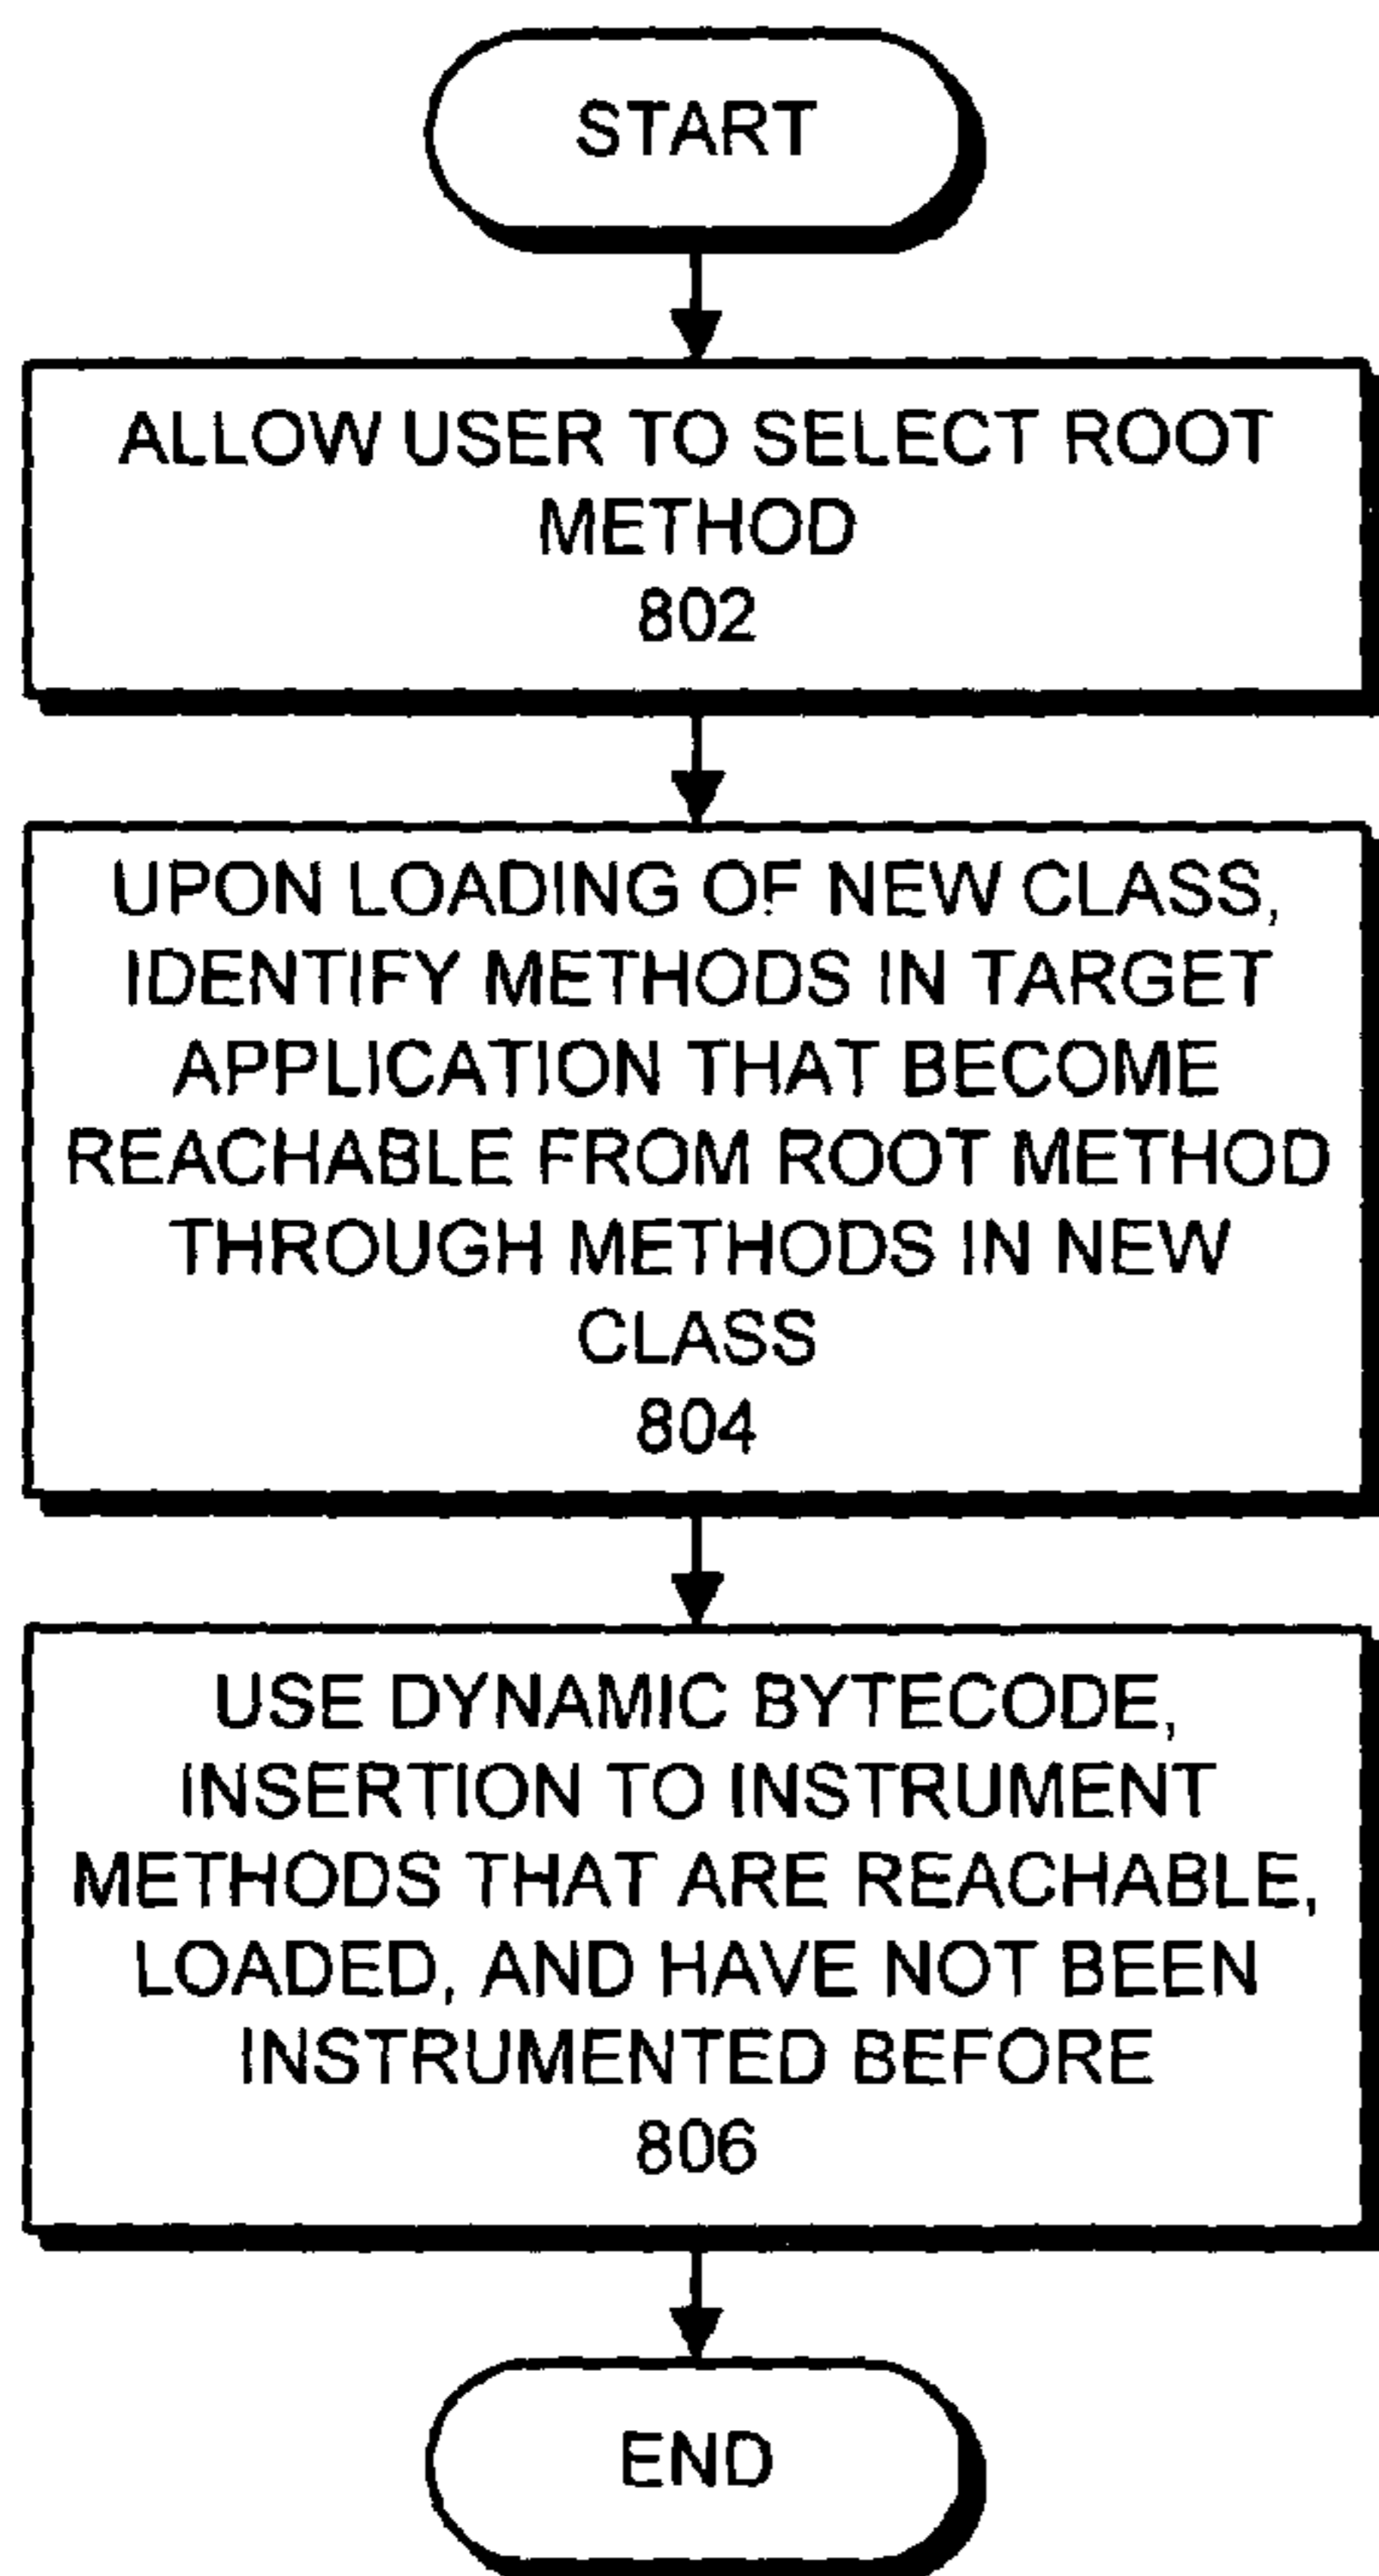 START
ALLOW USER TO SELECT ROOT
METHOD
802
UPON LOADING OF NEW CLASS,
IDENTIFY METHODS IN TARGET
APPLICATION THAT BECOME
REACHABLE FROM ROOT METHOD
THROUGH METHODS IN NEW
CLASS
804
USE DYNAMIC BYTECODE,
INSERTION TO INSTRUMENT
METHODS THAT ARE REACHABLE,
LOADED, AND HAVE NOT BEEN
INSTRUMENTED BEFORE
806
END